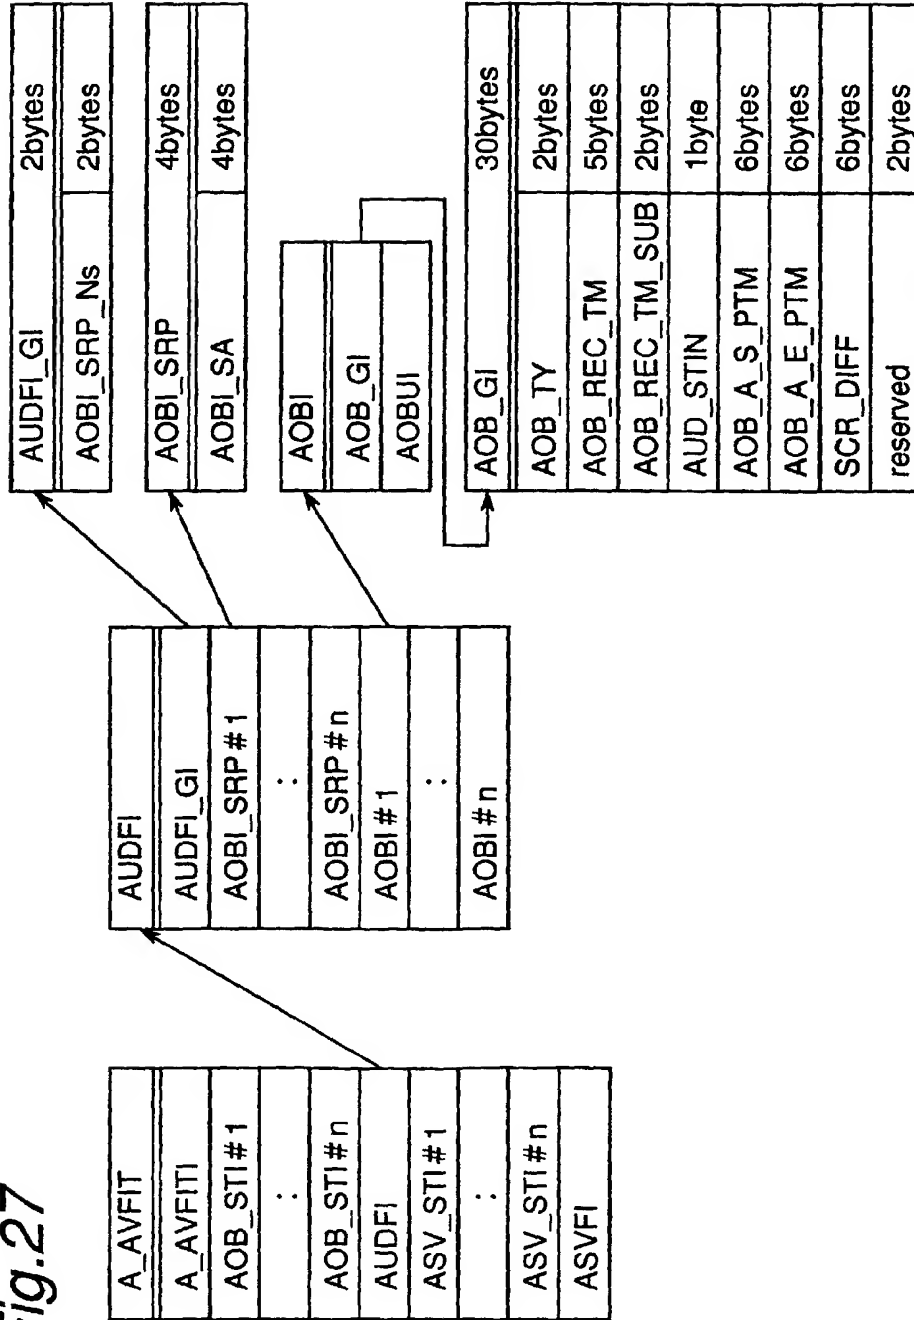 Fig.27
A_AVFIT
A_AVFITI
AOB_STI#1
:
AOB_STI#n
AUDFI
ASV_STI#1
:
ASV_STI#n
ASVFI
AUDFI
AUDFI_GI
AOBI_SRP#1
:
AOBI_SRP#n
AOBI#1
:
AOBI#n
AUDFI_GI 2bytes
AOBI_SRP_Ns 2bytes
AOBI_SRP 4bytes
AOBI_SA 4bytes
AOBI
AOB_GI
AOBUI
AOB_GI 30bytes
AOB_TY 2bytes
AOB_REC_TM 5bytes
AOB_REC_TM_SUB 2bytes
AUD_STIN 1byte
AOB_A_S_PTM 6bytes
AOB_A_E_PTM 6bytes
SCR_DIFF 6bytes
reserved 2bytes